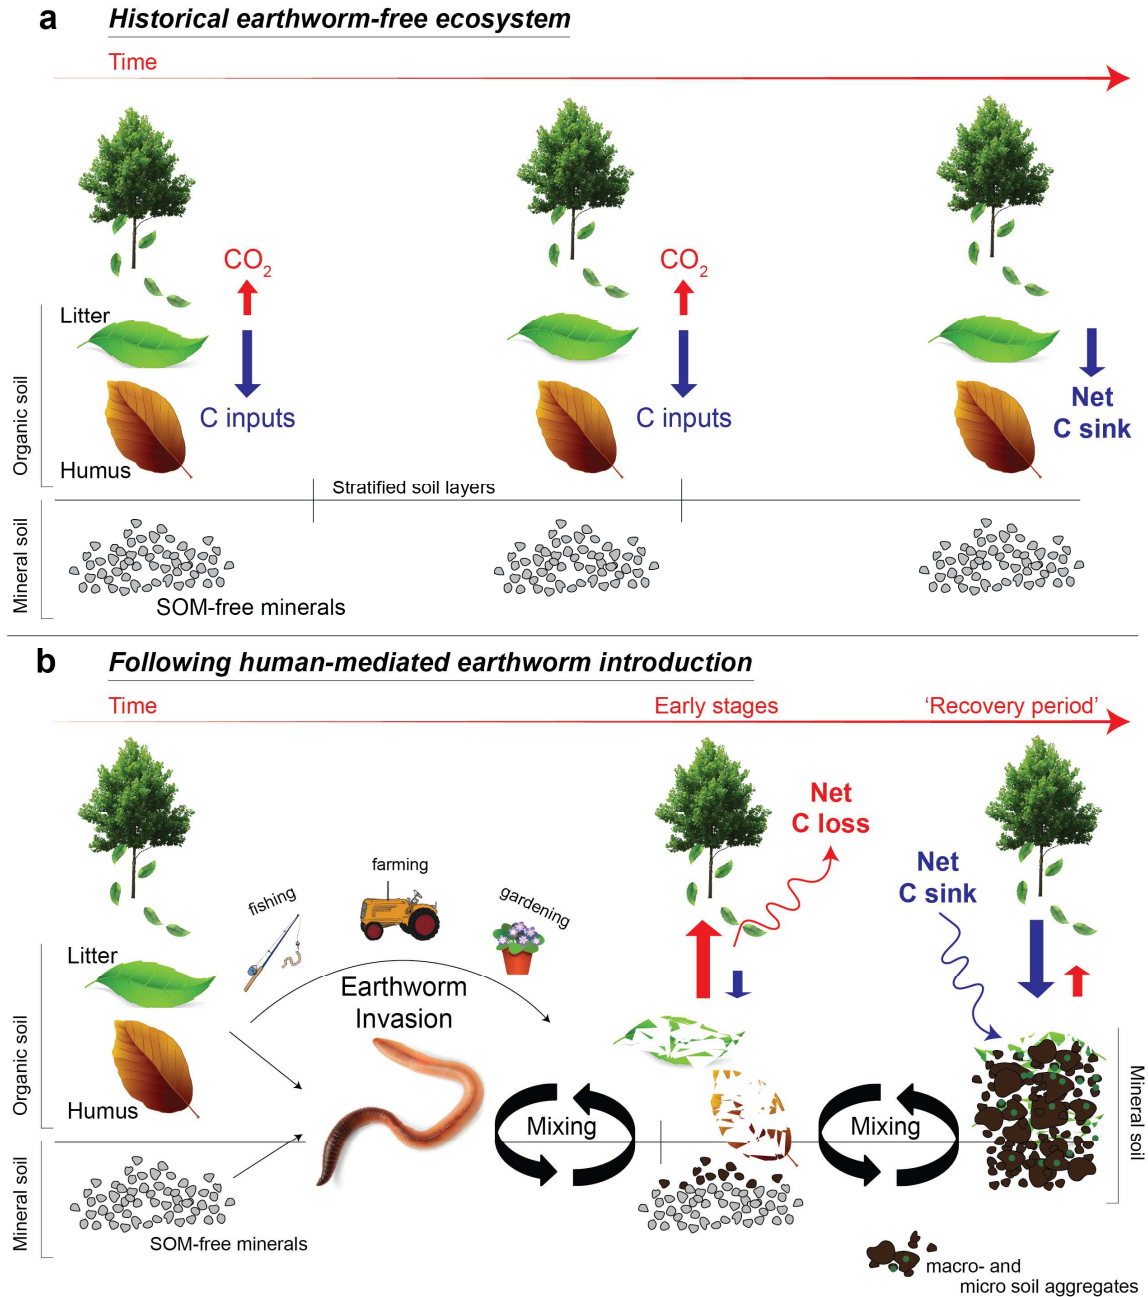 a Historical earthworm-free ecosystem
Time
CO2
CO2
Litter
C inputs
C inputs
Net
C sink
Organic soil
Humus
Stratified soil layers
Mineral soil
SOM-free minerals
b Following human-mediated earthworm introduction
Time
Early stages
‘Recovery period’
Net
C loss
Net
C sink
fishing
farming
gardening
Litter
Earthworm
Invasion
Organic soil
Humus
Mixing
Mixing
Mineral soil
Mineral soil
SOM-free minerals
macro- and
micro soil aggregates